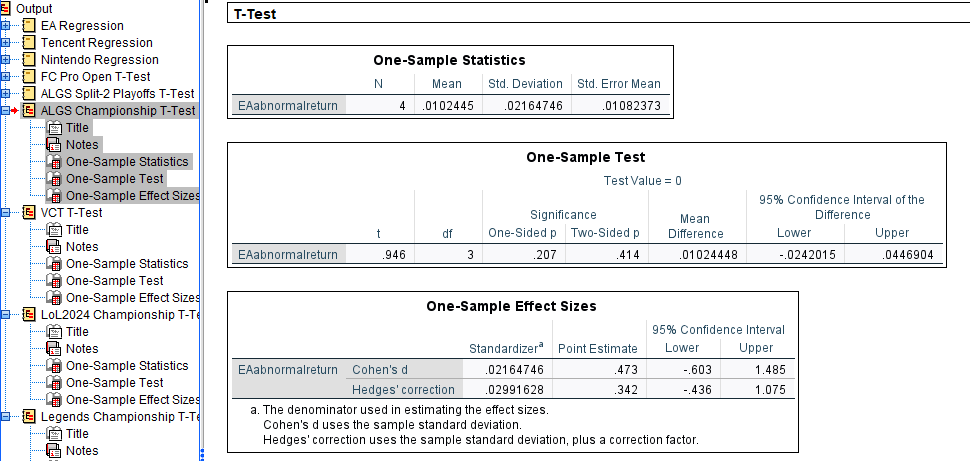 Output
EA Regression
Tencent Regression
Nintendo Regression
FC Pro Open T-Test
ALGS Split-2 Playoffs T-Test
ALGS Championship T-Test
Title
Notes
One-Sample Statistics
One-Sample Test
One-Sample Effect Sizes
VCT T-Test
Title
Notes
One-Sample Statistics
One-Sample Test
One-Sample Effect Sizes
LoL2024 Championship T-Te
Title
Notes
One-Sample Statistics
One-Sample Test
One-Sample Effect Sizes
Legends Championship T-Te
Title
Notes
T-Test
One-Sample Statistics
N Mean Std. Deviation Std. Error Mean
EAabnormalreturn 4 .0102445 .02164746 .01082373
One-Sample Test
Test Value = 0
Significance Mean 95% Confidence Interval of the
Difference
t df One-Sided p Two-Sided p Difference Lower Upper
EAabnormalreturn .946 3 .207 .414 .01024448 -.0242015 .0446904
One-Sample Effect Sizes
95% Confidence Interval
Standardizerª Point Estimate Lower Upper
EAabnormalreturn Cohen's d .02164746 .473 -.603 1.485
Hedges' correction .02991628 .342 -.436 1.075
a. The denominator used in estimating the effect sizes.
Cohen's d uses the sample standard deviation.
Hedges' correction uses the sample standard deviation, plus a correction factor.